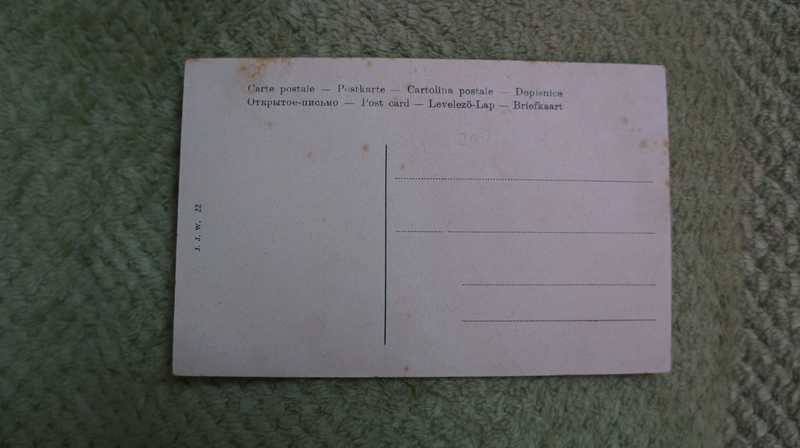 Carte postale — Postkarte — Cartolina postale — Dopisnice
Открытое-письмо — Post card — Levelező-Lap — Briefkaart
J. J. W. 22